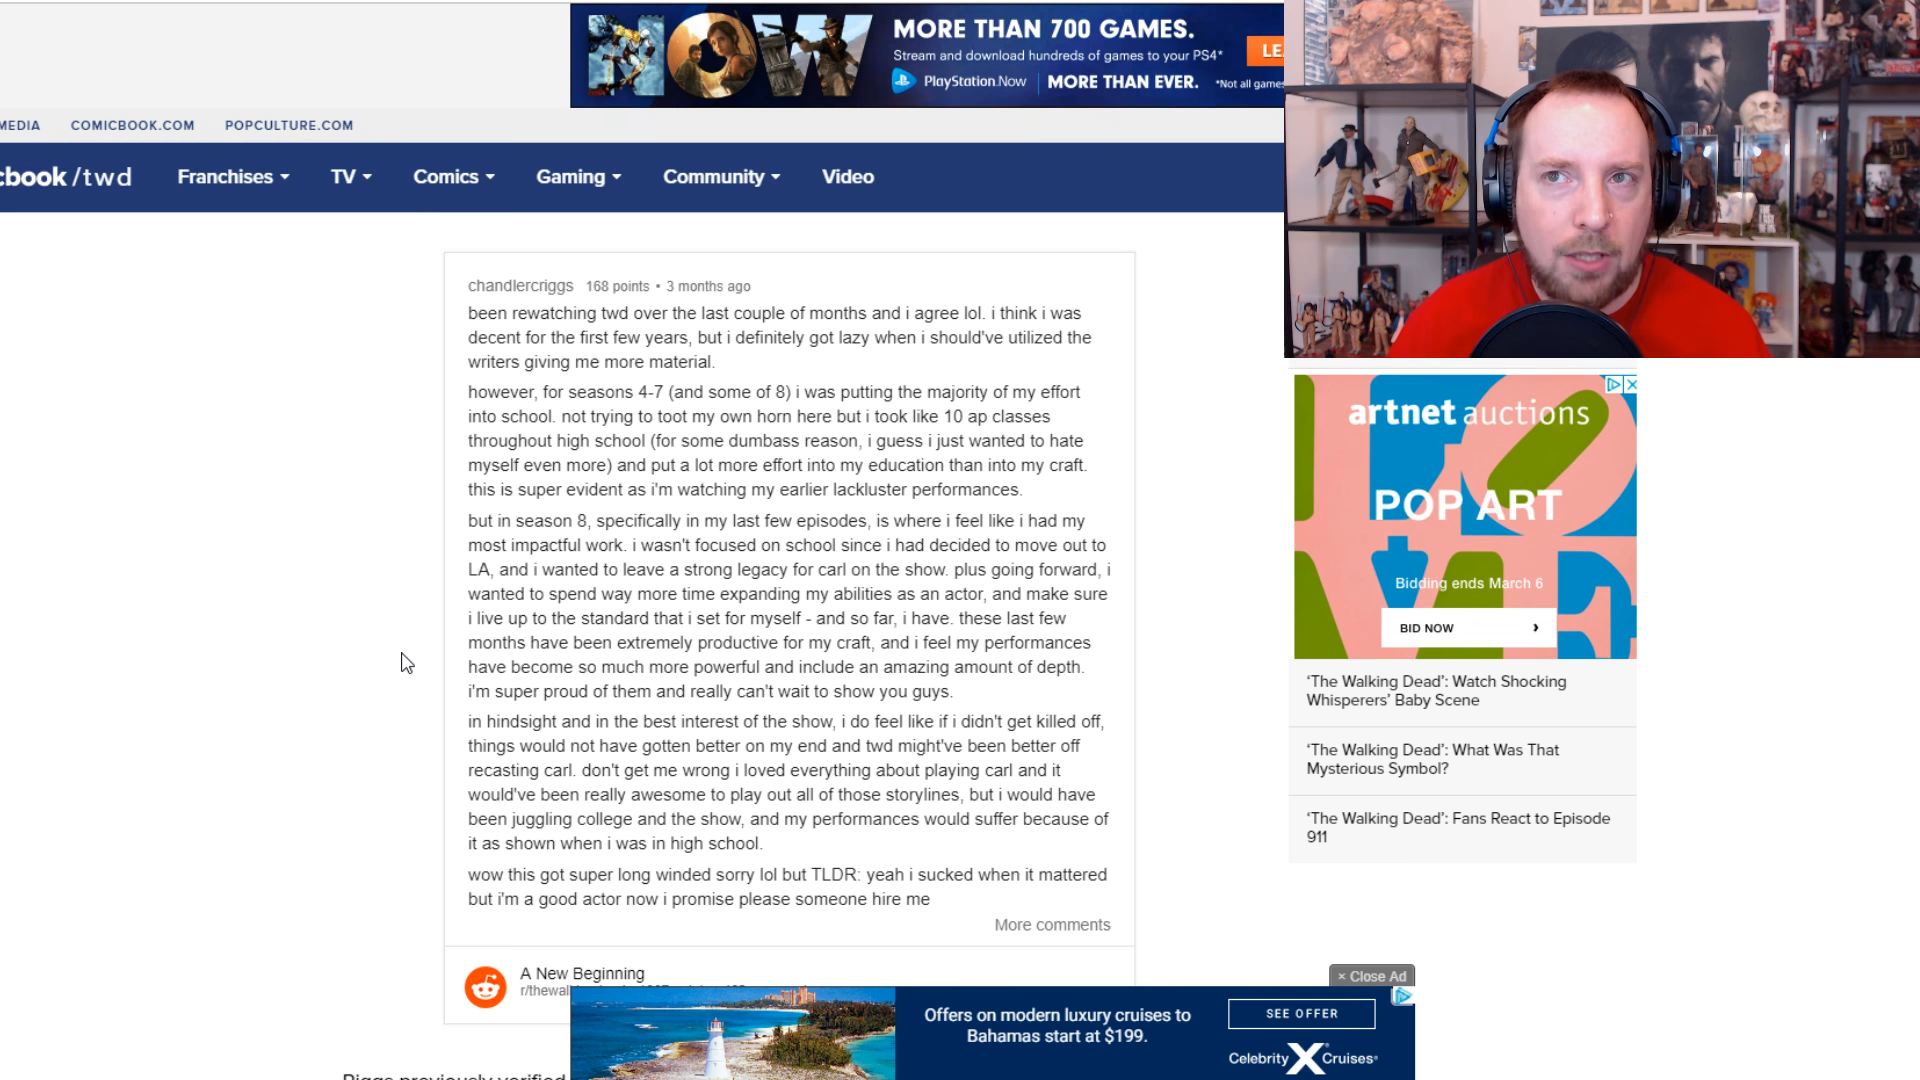 NOW
MORE THAN 700 GAMES.
Stream and download hundreds of games to your PS4*
PlayStation Now | MORE THAN EVER.
*Not all games
LE
MEDIA
COMICBOOK.COM
POPCULTURE.COM
cbook /twd
Franchises
TV
Comics
Gaming
Community
Video
chandlercriggs 168 points • 3 months ago
been rewatching twd over the last couple of months and i agree lol. i think i was
decent for the first few years, but i definitely got lazy when i should've utilized the
writers giving me more material.
however, for seasons 4-7 (and some of 8) i was putting the majority of my effort
into school. not trying to toot my own horn here but i took like 10 ap classes
throughout high school (for some dumbass reason, i guess i just wanted to hate
myself even more) and put a lot more effort into my education than into my craft.
this is super evident as i'm watching my earlier lackluster performances.
but in season 8, specifically in my last few episodes, is where i feel like i had my
most impactful work. i wasn't focused on school since i had decided to move out to
LA, and i wanted to leave a strong legacy for carl on the show. plus going forward, i
wanted to spend way more time expanding my abilities as an actor, and make sure
i live up to the standard that i set for myself - and so far, i have. these last few
months have been extremely productive for my craft, and i feel my performances
have become so much more powerful and include an amazing amount of depth.
i'm super proud of them and really can't wait to show you guys.
in hindsight and in the best interest of the show, i do feel like if i didn't get killed off,
things would not have gotten better on my end and twd might've been better off
recasting carl. don't get me wrong i loved everything about playing carl and it
would've been really awesome to play out all of those storylines, but i would have
been juggling college and the show, and my performances would suffer because of
it as shown when i was in high school.
wow this got super long winded sorry lol but TLDR: yeah i sucked when it mattered
but i'm a good actor now i promise please someone hire me
More comments
A New Beginning
r/thewal
artnet auctions
POP ART
Bidding ends March 6
BID NOW
'The Walking Dead': Watch Shocking
Whisperers' Baby Scene
'The Walking Dead': What Was That
Mysterious Symbol?
'The Walking Dead': Fans React to Episode
911
× Close Ad
Offers on modern luxury cruises to
Bahamas start at $199.
SEE OFFER
Celebrity X Cruises
Riggs previously verified